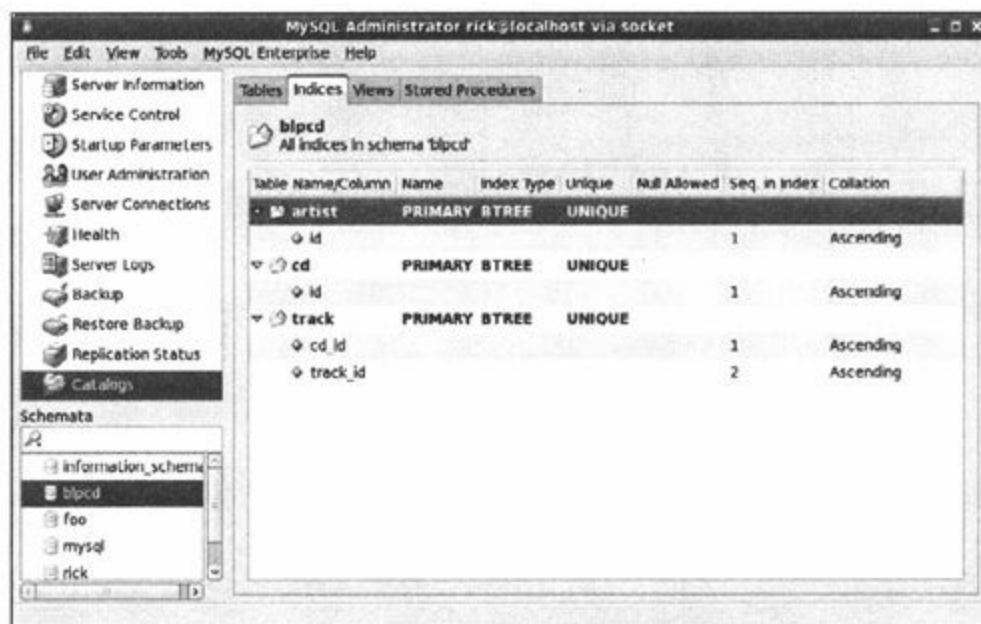 MySQL Administrator rick@localhost via socket
File Edit View Tools MySQL Enterprise Help
Server Information
Service Control
Startup Parameters
User Administration
Server Connections
Health
Server Logs
Backup
Restore Backup
Replication Status
Catalogs
Schemata
information_schema
blpcd
foo
mysql
rick
Tables Indices Views Stored Procedures
blpcd
All indices in schema 'blpcd'
Table Name/Column Name Index Type Unique Null Allowed Seq. in Index Collation
artist PRIMARY BTREE UNIQUE
id 1 Ascending
cd PRIMARY BTREE UNIQUE
id 1 Ascending
track PRIMARY BTREE UNIQUE
cd_id 1 Ascending
track_id 2 Ascending